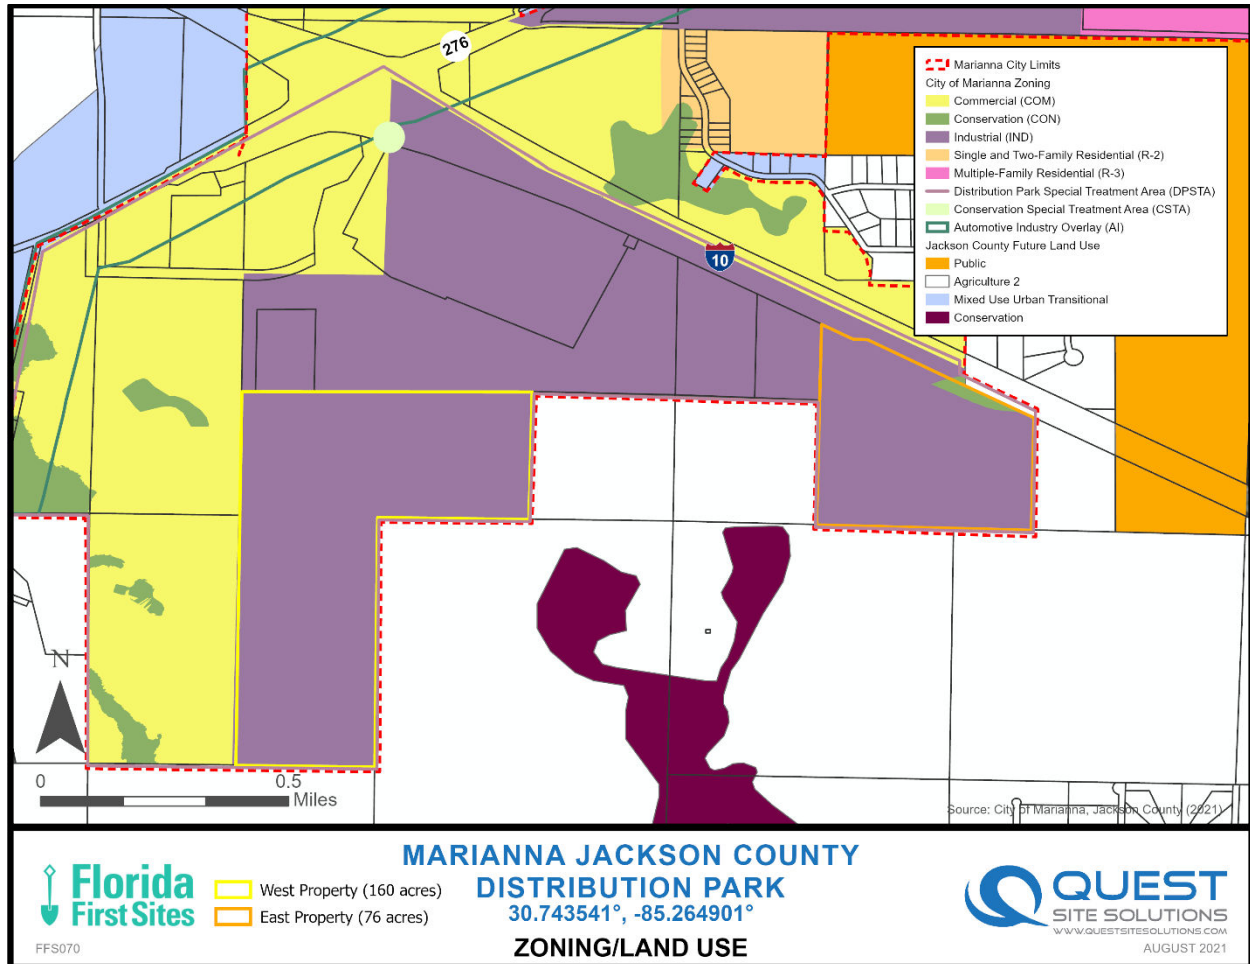 276
10
Marianna City Limits
City of Marianna Zoning
Commercial (COM)
Conservation (CON)
Industrial (IND)
Single and Two-Family Residential (R-2)
Multiple-Family Residential (R-3)
Distribution Park Special Treatment Area (DPSTA)
Conservation Special Treatment Area (CSTA)
Automotive Industry Overlay (AI)
Jackson County Future Land Use
Public
Agriculture 2
Mixed Use Urban Transitional
Conservation
N
0 0.5
Miles
Source: City of Marianna, Jackson County (2021)
Florida
First Sites
FFS070
West Property (160 acres)
East Property (76 acres)
MARIANNA JACKSON COUNTY
DISTRIBUTION PARK
30.743541°, -85.264901°
ZONING/LAND USE
QUEST
SITE SOLUTIONS
WWW.QUESTSITESOLUTIONS.COM
AUGUST 2021